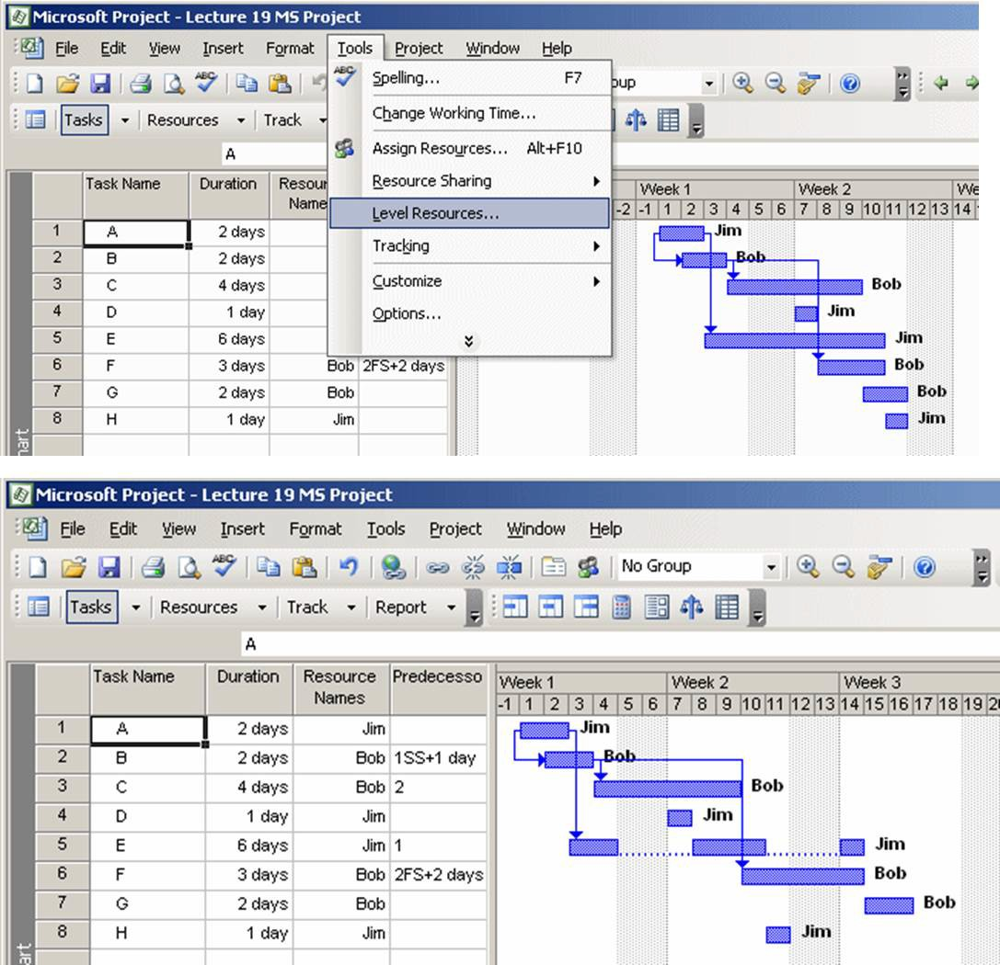 Microsoft Project - Lecture 19 MS Project
File Edit View Insert Format Tools Project Window Help
Spelling... F7
oup
Change Working Time...
Tasks Resources Track
Assign Resources... Alt+F10
A
Resource Sharing
Task Name Duration Resour Name
Week 1 Week 2 We
Level Resources...
-2 -1 1 2 3 4 5 6 7 8 9 10 11 12 13 14
Tracking
Customize
Options...
1 A 2 days Jim
2 B 2 days Bob
3 C 4 days Bob
4 D 1 day Jim
5 E 6 days Jim
6 F 3 days Bob 2FS+2 days Bob
7 G 2 days Bob Bob
8 H 1 day Jim Jim
hart
Microsoft Project - Lecture 19 MS Project
File Edit View Insert Format Tools Project Window Help
ABC No Group
Tasks Resources Track Report
A
Task Name Duration Resource Names Predecesso
Week 1 Week 2 Week 3
-1 1 2 3 4 5 6 7 8 9 10 11 12 13 14 15 16 17 18 19 20
1 A 2 days Jim Jim
2 B 2 days Bob 1SS+1 day Bob
3 C 4 days Bob 2 Bob
4 D 1 day Jim Jim
5 E 6 days Jim 1 Jim
6 F 3 days Bob 2FS+2 days Bob
7 G 2 days Bob Bob
8 H 1 day Jim Jim
art